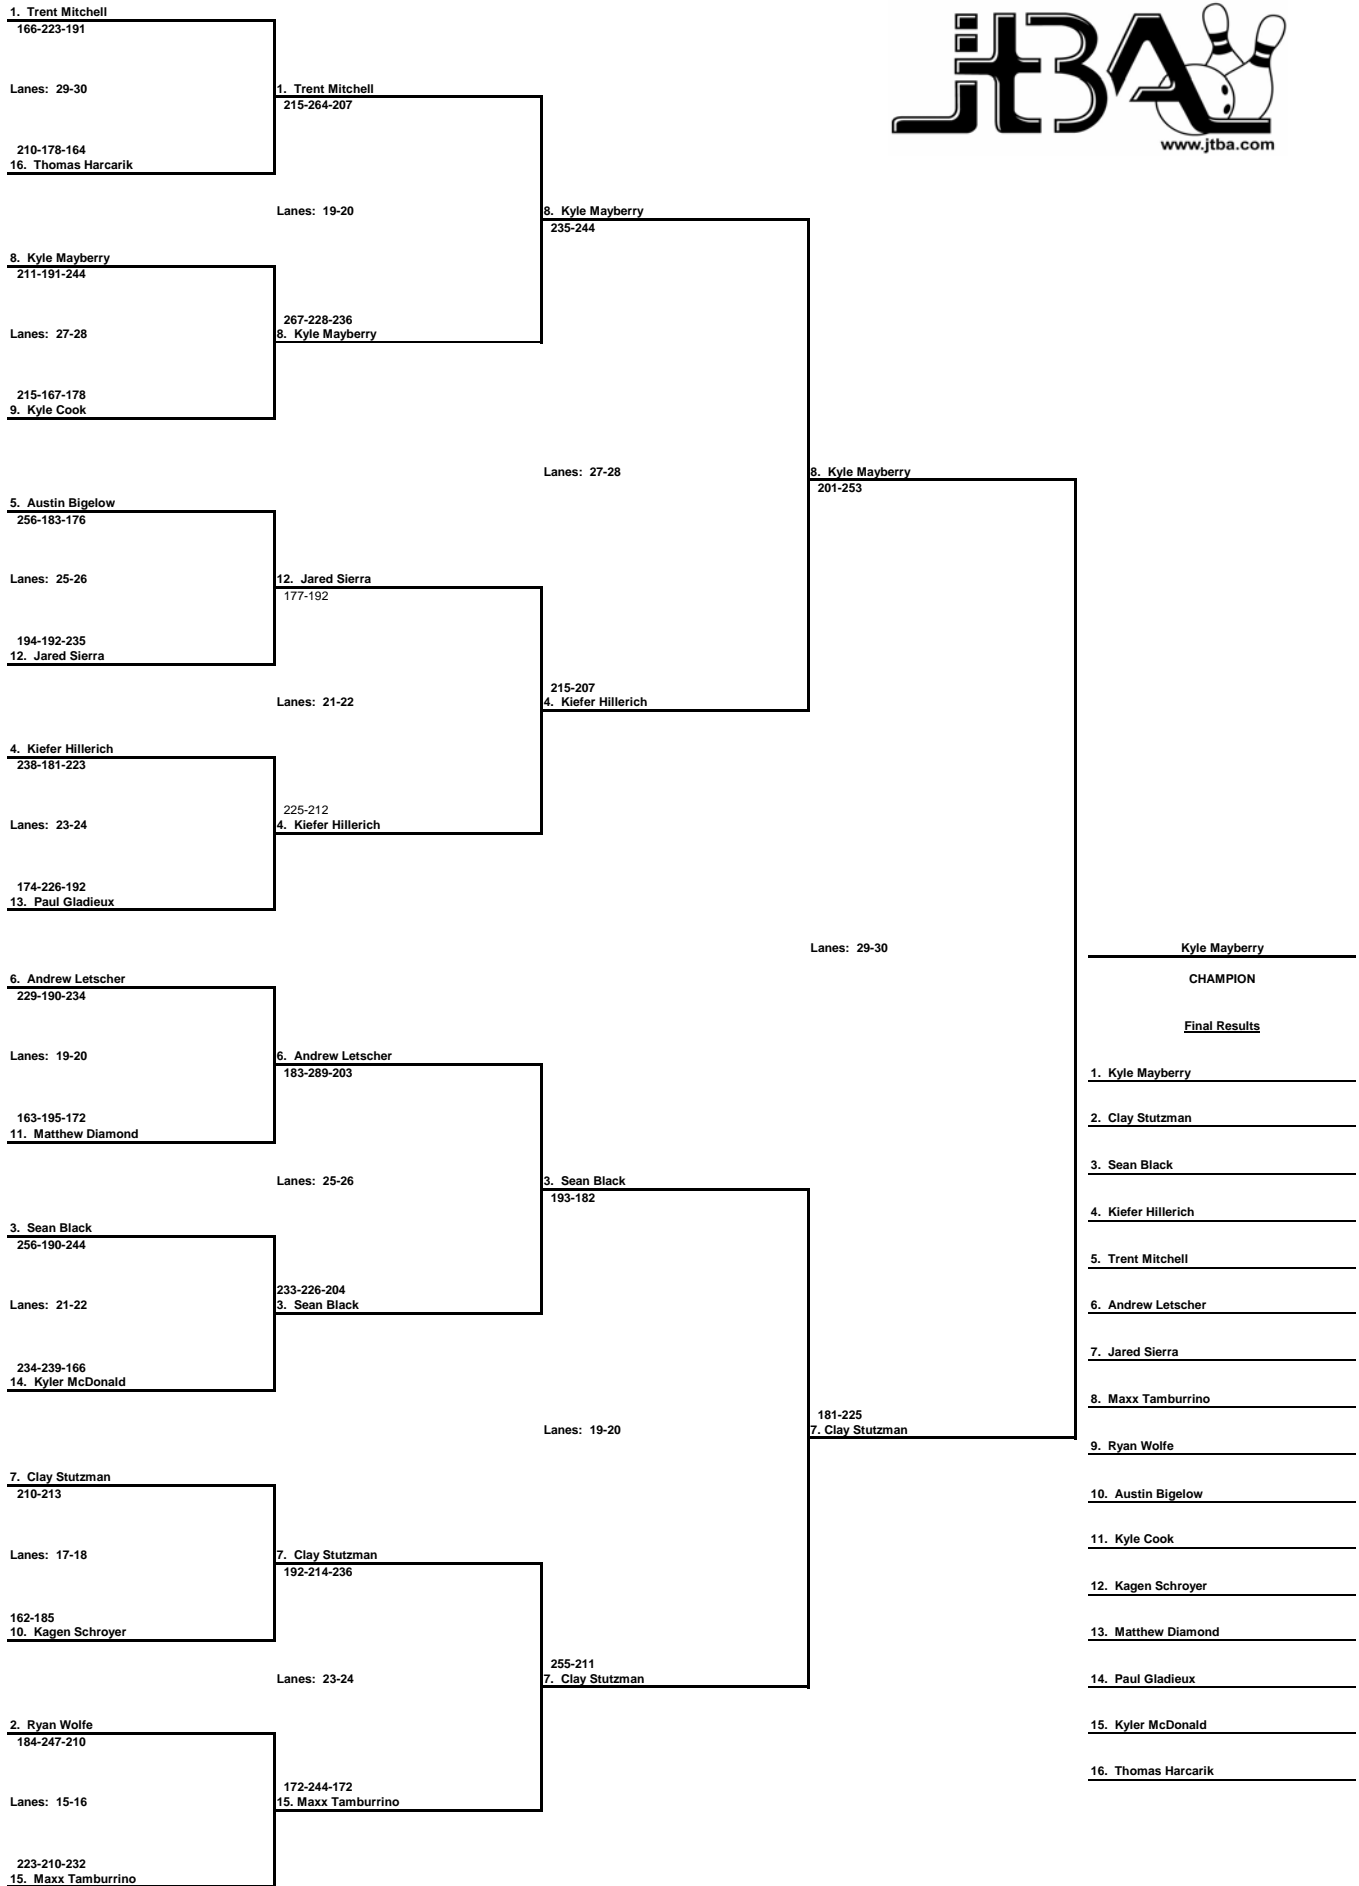 1. Trent Mitchell
166-223-191
Lanes: 29-30
210-178-164
16. Thomas Harcarik
8. Kyle Mayberry
211-191-244
Lanes: 27-28
215-167-178
9. Kyle Cook
5. Austin Bigelow
256-183-176
Lanes: 25-26
194-192-235
12. Jared Sierra
4. Kiefer Hillerich
238-181-223
Lanes: 23-24
174-226-192
13. Paul Gladieux
6. Andrew Letscher
229-190-234
Lanes: 19-20
163-195-172
11. Matthew Diamond
3. Sean Black
256-190-244
Lanes: 21-22
234-239-166
14. Kyler McDonald
7. Clay Stutzman
210-213
Lanes: 17-18
162-185
10. Kagen Schroyer
2. Ryan Wolfe
184-247-210
Lanes: 15-16
223-210-232
15. Maxx Tamburrino
1. Trent Mitchell
215-264-207
Lanes: 19-20
267-228-236
8. Kyle Mayberry
12. Jared Sierra
177-192
Lanes: 21-22
225-212
4. Kiefer Hillerich
6. Andrew Letscher
183-289-203
Lanes: 25-26
233-226-204
3. Sean Black
7. Clay Stutzman
192-214-236
Lanes: 23-24
172-244-172
15. Maxx Tamburrino
8. Kyle Mayberry
235-244
Lanes: 27-28
215-207
4. Kiefer Hillerich
3. Sean Black
193-182
Lanes: 19-20
255-211
7. Clay Stutzman
8. Kyle Mayberry
201-253
Lanes: 29-30
181-225
7. Clay Stutzman
jtBA
www.jtba.com
Kyle Mayberry
CHAMPION
Final Results
1. Kyle Mayberry
2. Clay Stutzman
3. Sean Black
4. Kiefer Hillerich
5. Trent Mitchell
6. Andrew Letscher
7. Jared Sierra
8. Maxx Tamburrino
9. Ryan Wolfe
10. Austin Bigelow
11. Kyle Cook
12. Kagen Schroyer
13. Matthew Diamond
14. Paul Gladieux
15. Kyler McDonald
16. Thomas Harcarik